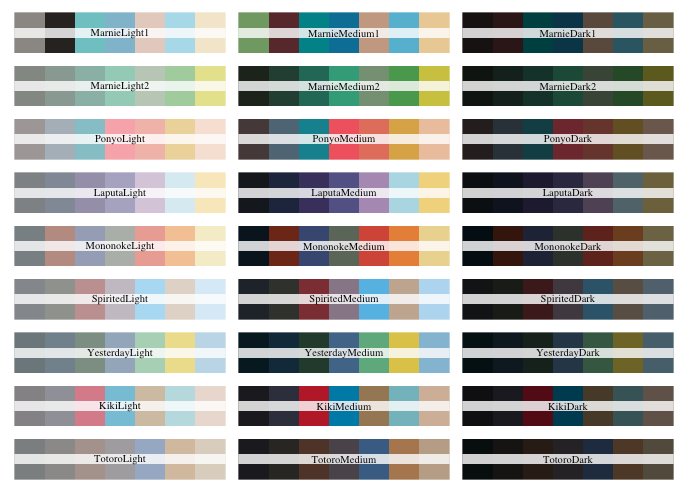 MarnieLight1 MarnieMedium1 MarnieDark1
MarnieLight2 MarnieMedium2 MarnieDark2
PonyoLight PonyoMedium PonyoDark
LaputaLight LaputaMedium LaputaDark
MononokeLight MononokeMedium MononokeDark
SpiritedLight SpiritedMedium SpiritedDark
YesterdayLight YesterdayMedium YesterdayDark
KikiLight KikiMedium KikiDark
TotoroLight TotoroMedium TotoroDark